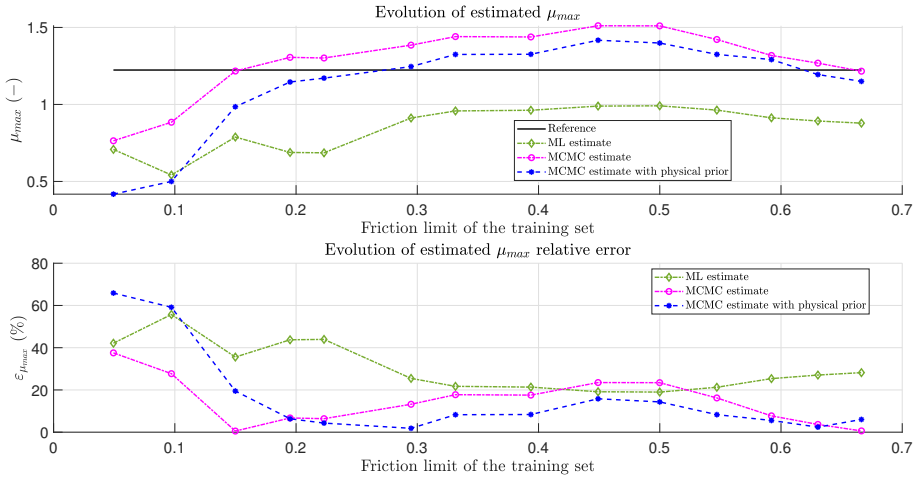 Evolution of estimated μmax
1.5
1
0.5
μmax (−)
Reference
ML estimate
MCMC estimate
MCMC estimate with physical prior
0 0.1 0.2 0.3 0.4 0.5 0.6 0.7
Friction limit of the training set
Evolution of estimated μmax relative error
80
60
40
20
0
εμmax (%)
ML estimate
MCMC estimate
MCMC estimate with physical prior
0 0.1 0.2 0.3 0.4 0.5 0.6 0.7
Friction limit of the training set